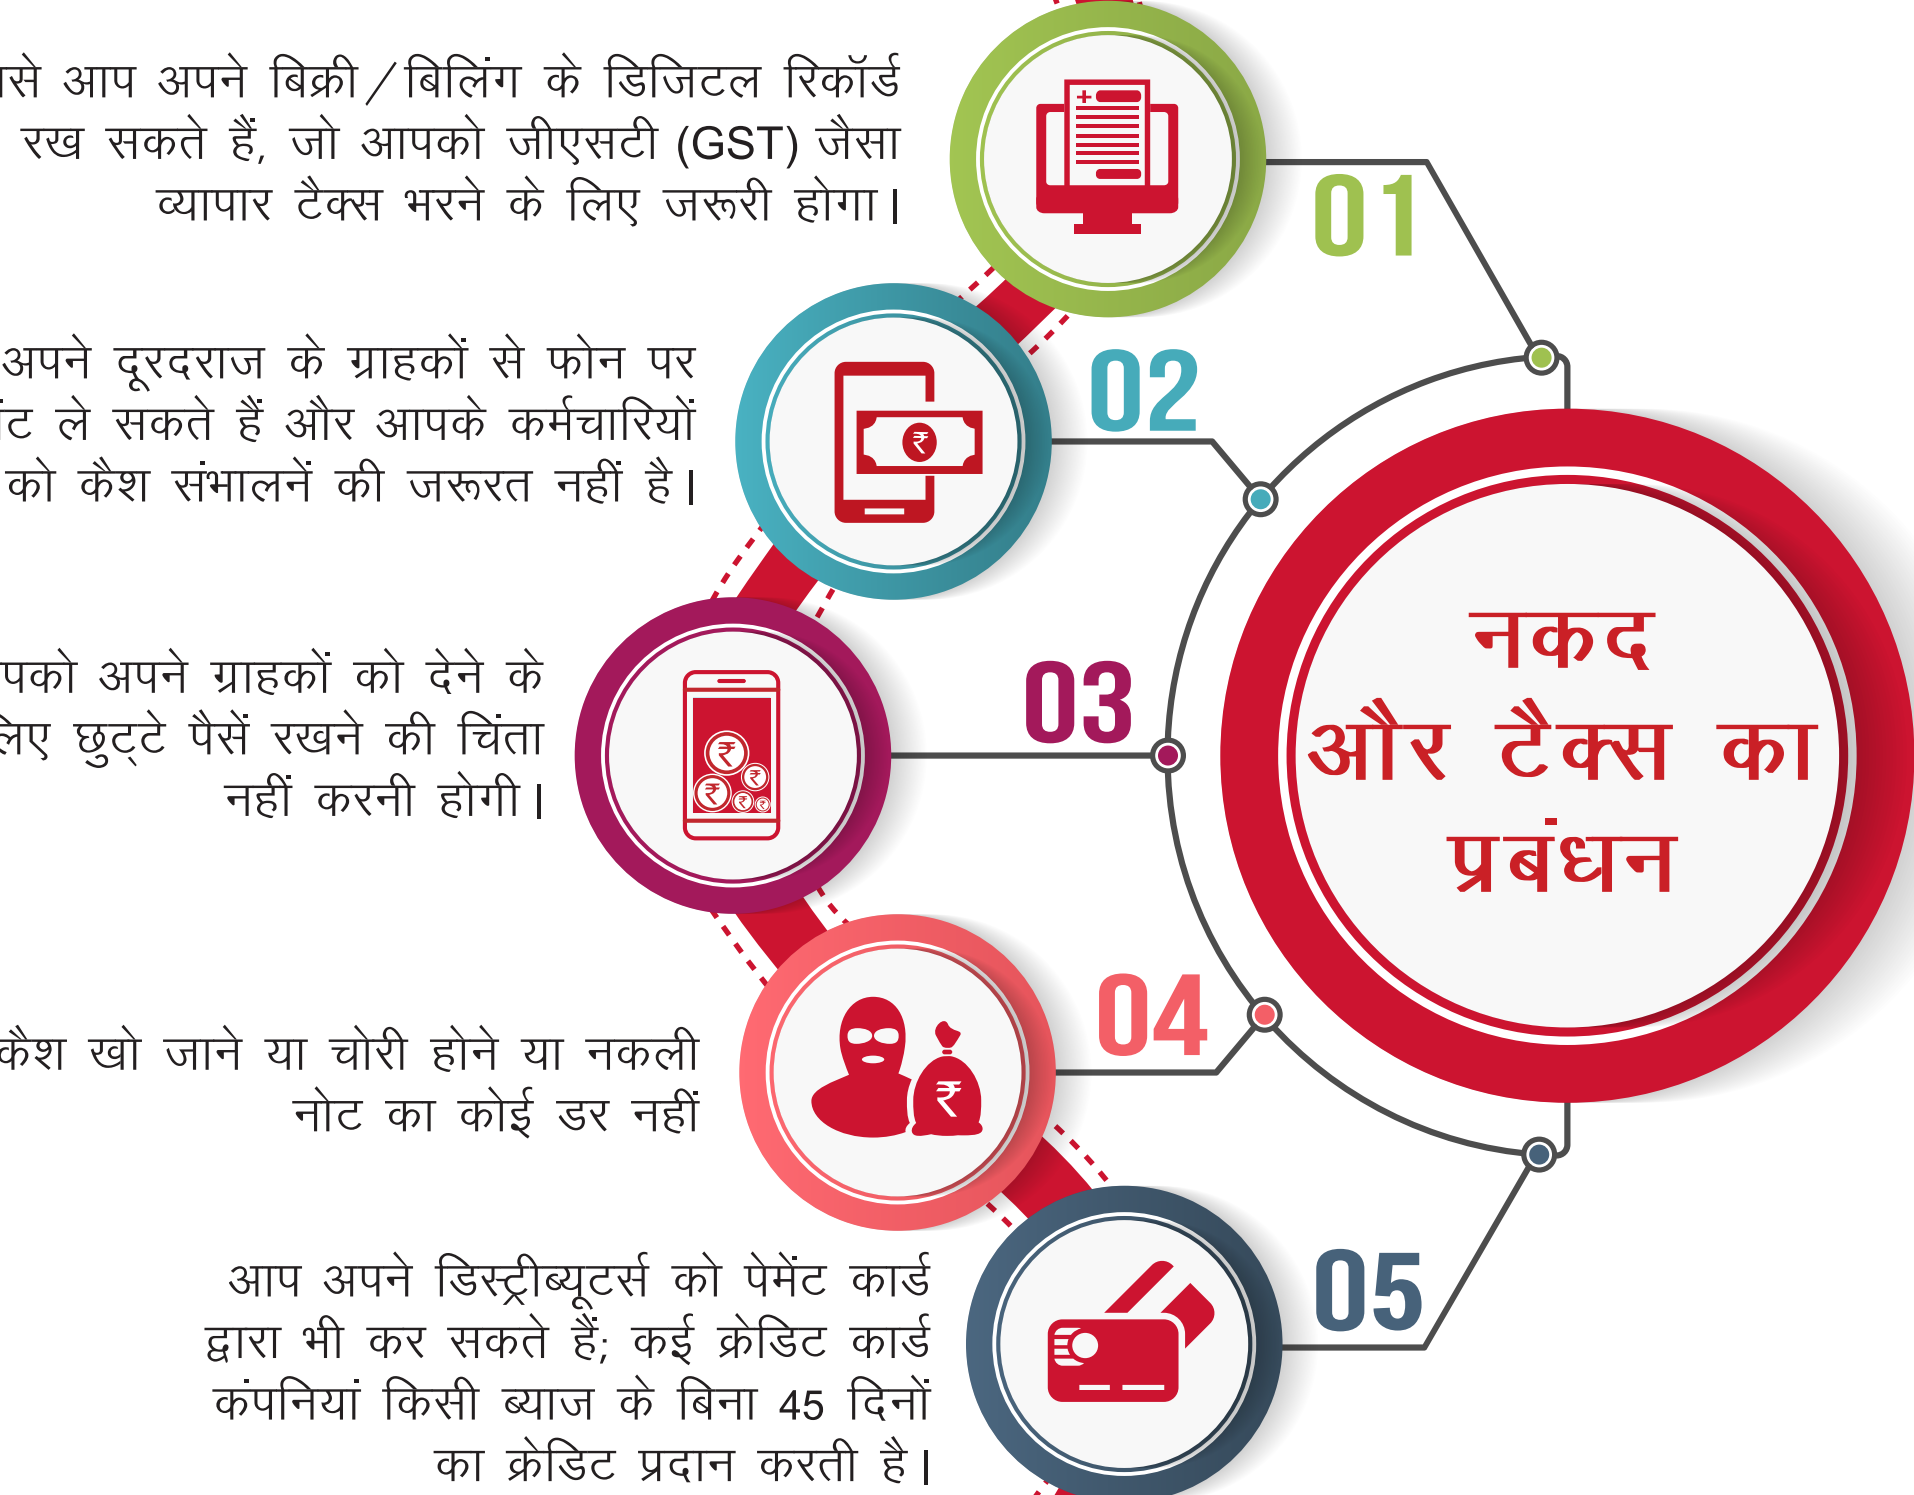 आप अपने बिक्री/बिलिंग के डिजिटल रिकॉर्ड
रख सकते हैं, जो आपको जीएसटी (GST) जैसा
व्यापार टैक्स भरने के लिए जरूरी होगा।
01
अपने दूरदराज के ग्राहकों से फोन पर
ले सकते हैं और आपके कर्मचारियों
को कैश संभालनें की जरूरत नहीं है।
02
अपने ग्राहकों को देने के
छुट्टे पैसें रखने की चिंता
नहीं करनी होगी।
03
कैश खो जाने या चोरी होने या नकली
नोट का कोई डर नहीं
04
आप अपने डिस्ट्रीब्यूटर्स को पेमेंट कार्ड
द्वारा भी कर सकते हैं; कई क्रेडिट कार्ड
कंपनियां किसी ब्याज के बिना 45 दिनों
का क्रेडिट प्रदान करती है।
05
नकद
और टैक्स का
प्रबंधन